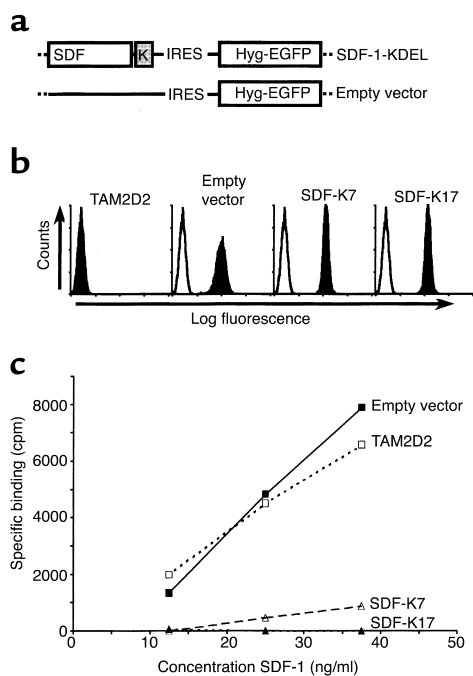 a
SDF K IRES Hyg-EGFP SDF-1-KDEL
IRES Hyg-EGFP Empty vector
b
TAM2D2 Empty vector SDF-K7 SDF-K17
Counts
Log fluorescence
c
Specific binding (cpm)
8000
6000
4000
2000
0
Empty vector
TAM2D2
SDF-K7
SDF-K17
0 10 20 30 40 50
Concentration SDF-1 (ng/ml)